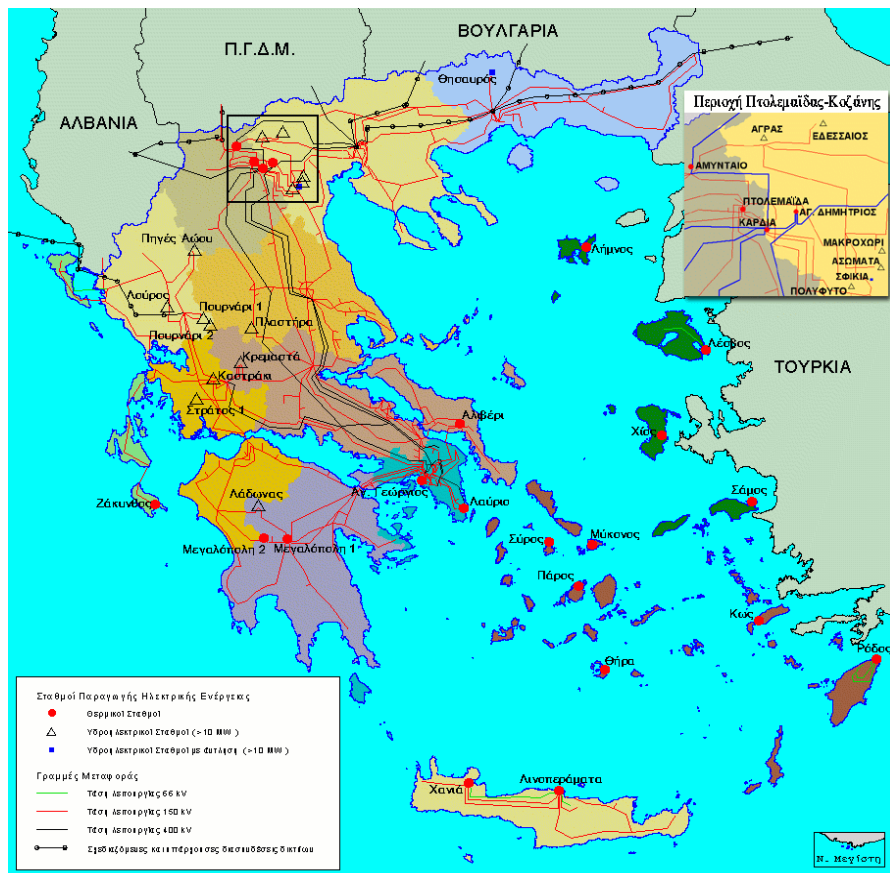 Π.Γ.Δ.Μ.
ΒΟΥΛΓΑΡΙΑ
ΑΛΒΑΝΙΑ
Θησαυρός
Περιοχή Πτολεμαΐδας-Κοζάνης
ΑΓΡΑΣ
ΕΔΕΣΣΑΙΟΣ
ΑΜΥΝΤΑΙΟ
ΠΤΟΛΕΜΑΪΔΑ
ΑΓ. ΔΗΜΗΤΡΙΟΣ
ΚΑΡΔΙΑ
ΜΑΚΡΟΧΩΡΙ
ΑΣΩΜΑΤΑ
ΣΦΙΚΙΑ
ΠΟΛΥΦΥΤΟ
Πηγές Αώου
Λήμνος
Λούρος
Πουρνάρι 1
Πουρνάρι 2
Πλαστήρα
Λέσβος
ΤΟΥΡΚΙΑ
Κρεμαστά
Καστράκι
Στράτος 1
Αλιβέρι
Χίος
Αγ. Γεώργιος
Λάδωνας
Λαύριο
Ζάκυνθος
Σάμος
Μεγαλόπολη 2
Μεγαλόπολη 1
Σύρος
Μύκονος
Πάρος
Κως
Θήρα
Ρόδος
Σταθμοί Παραγωγής Ηλεκτρικής Ενέργειας
Θερμικοί Σταθμοί
Υδροηλεκτρικοί Σταθμοί (>10 MW)
Υδροηλεκτρικοί Σταθμοί με άντληση (>10 MW)
Γραμμές Μεταφοράς
Τάση λειτουργίας 66 kV
Τάση λειτουργίας 150 kV
Τάση λειτουργίας 400 kV
Σχεδιαζόμενες και υπάρχουσες διασυνδέσεις δικτύων
Χανιά
Λινοπεράματα
Ν. Μεγίστη